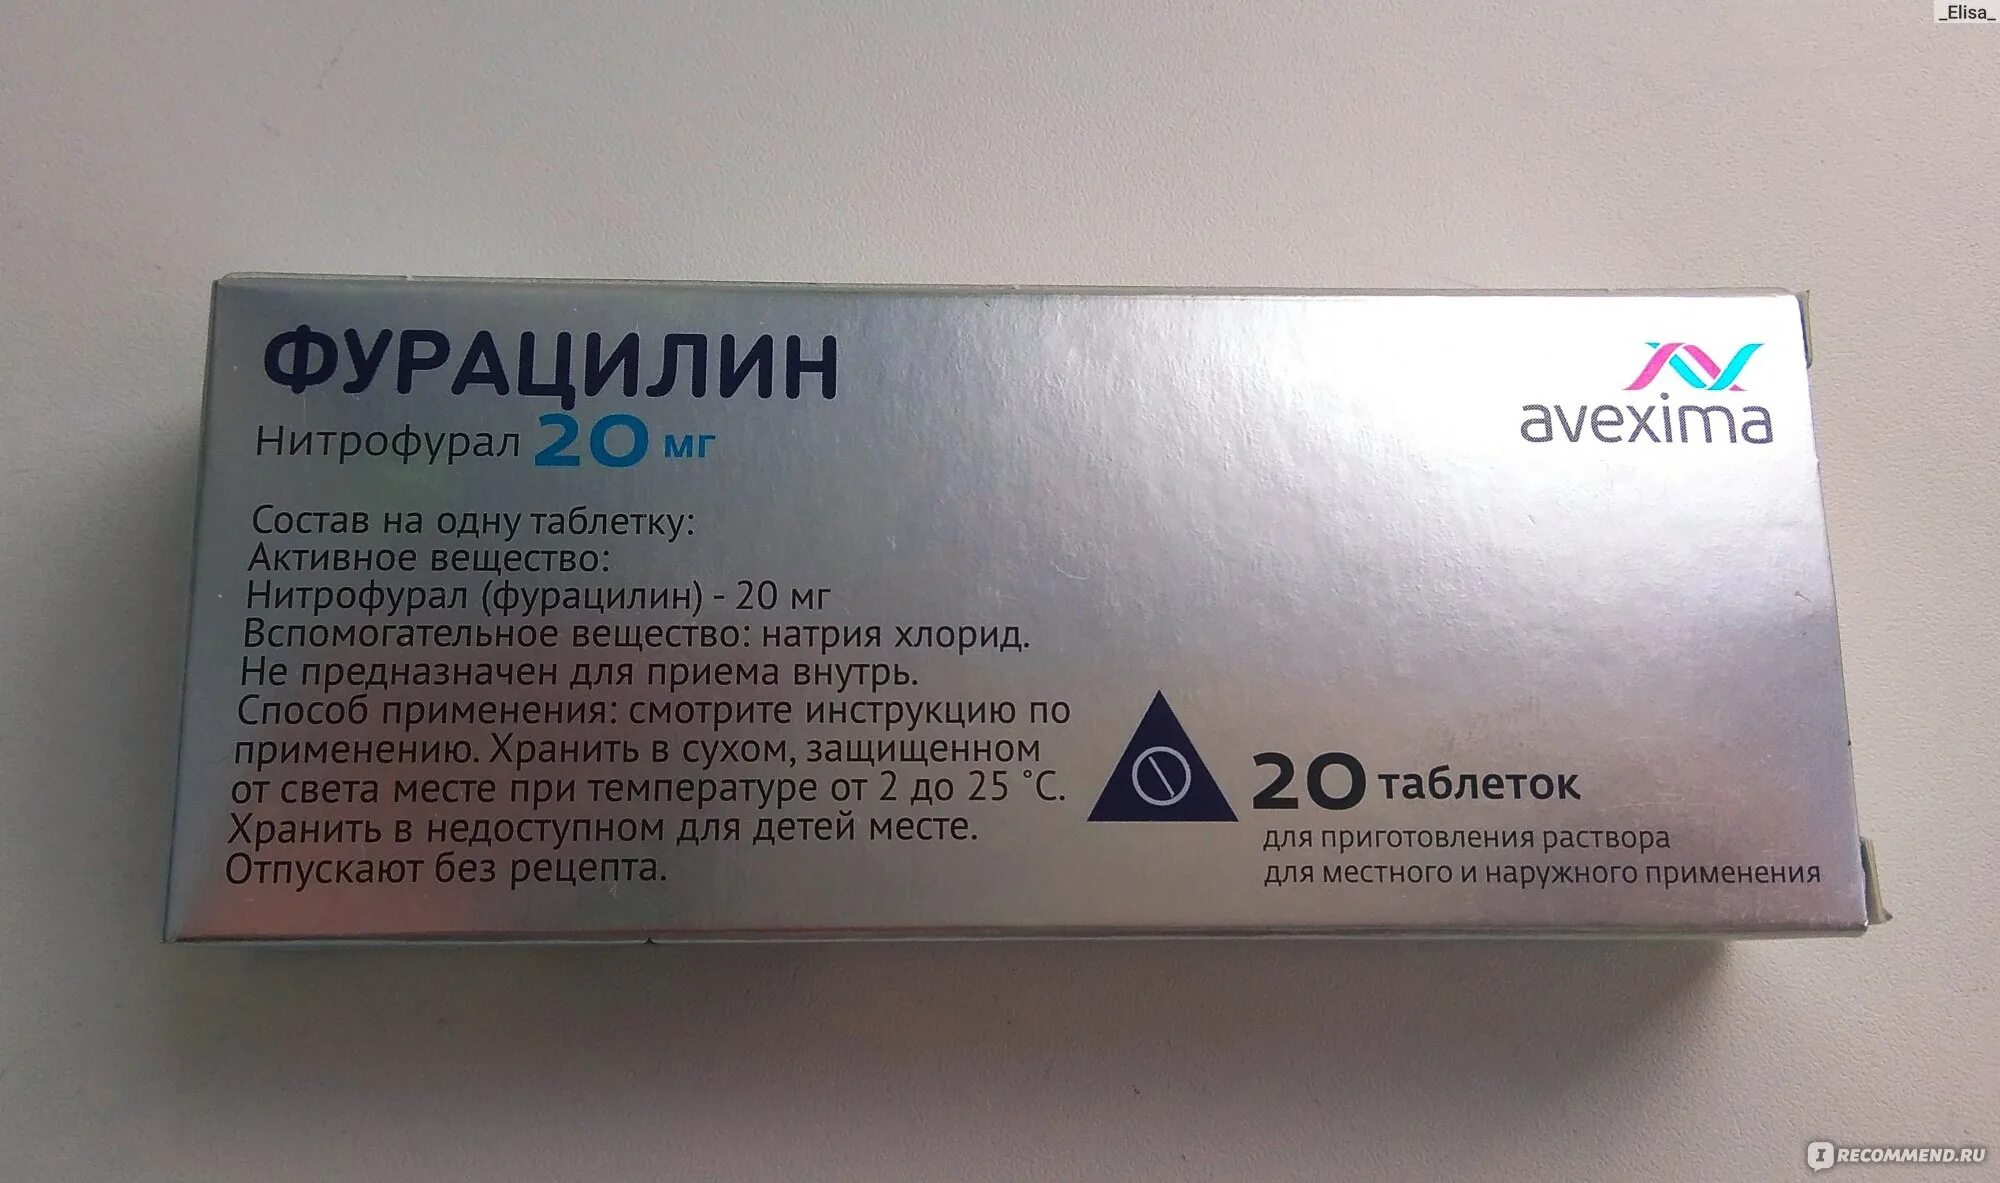 _Elisa_
ФУРАЦИЛИН
Нитрофурал 20 мг
avexima
Состав на одну таблетку:
Активное вещество:
Нитрофурал (фурацилин) - 20 мг
Вспомогательное вещество: натрия хлорид.
Не предназначен для приема внутрь.
Способ применения: смотрите инструкцию по
применению. Хранить в сухом, защищенном
от света месте при температуре от 2 до 25 °C.
Хранить в недоступном для детей месте.
Отпускают без рецепта.
20 таблеток
для приготовления раствора
для местного и наружного применения
IRECOMMEND.RU